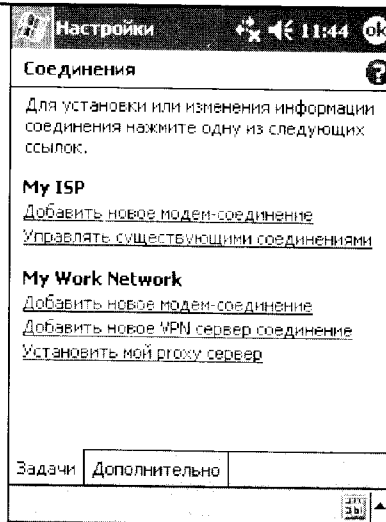 Настройки 11:44 ok
Соединения ?
Для установки или изменения информации
соединения нажмите одну из следующих
ссылок.
My ISP
Добавить новое модем-соединение
Управлять существующими соединениями
My Work Network
Добавить новое модем-соединение
Добавить новое VPN сервер соединение
Установить мой proxy сервер
Задачи Дополнительно